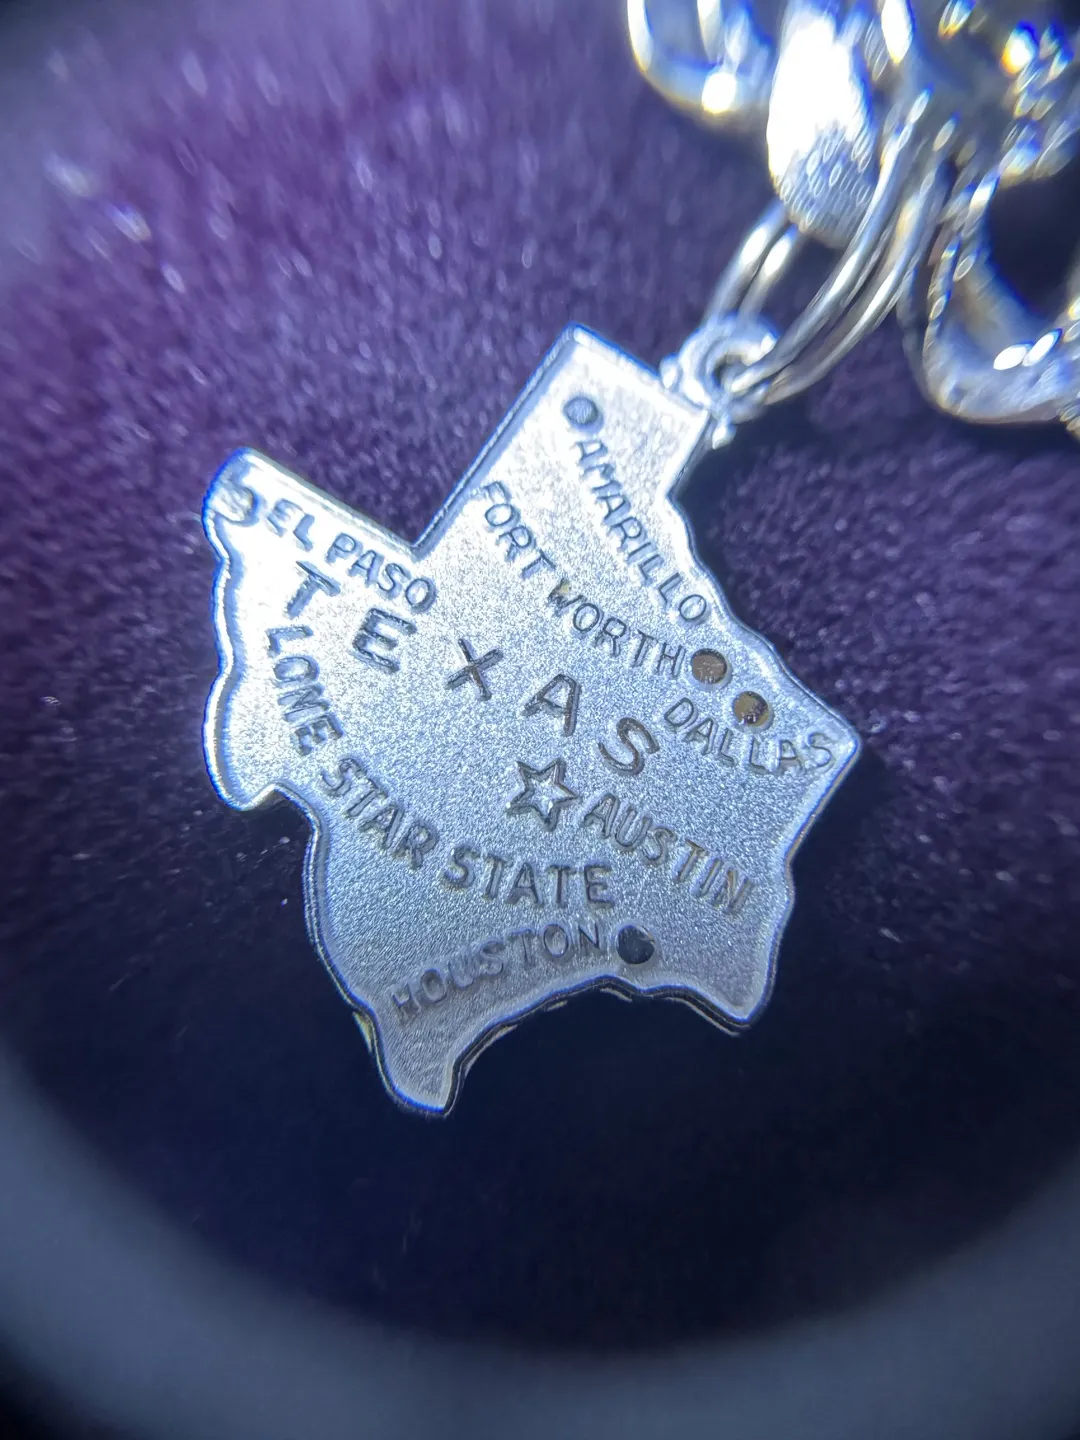 AMARILLO
FORT WORTH
DALLAS
EL PASO
TEXAS
AUSTIN
LONE STAR STATE
HOUSTON